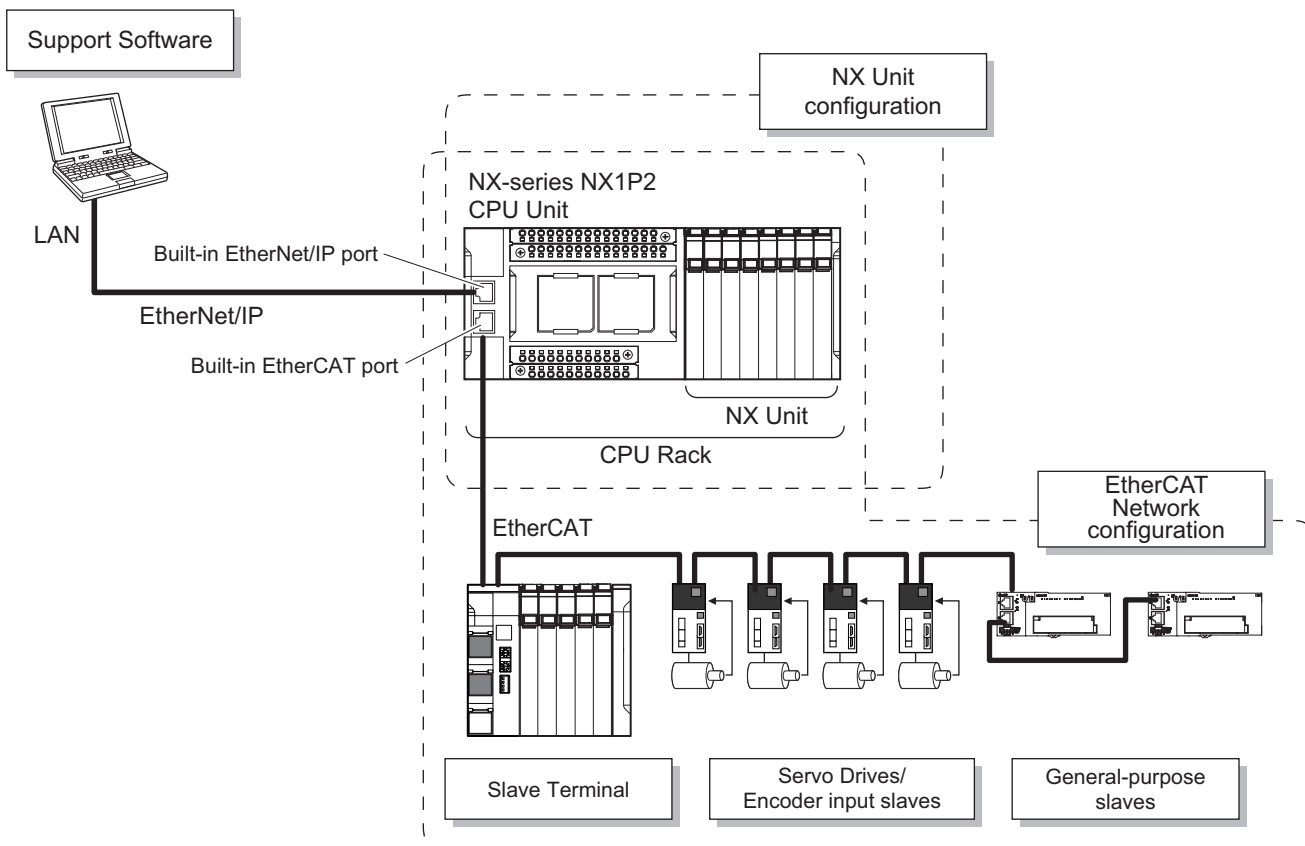 Support Software
NX Unit
configuration
NX-series NX1P2
CPU Unit
LAN
Built-in EtherNet/IP port
EtherNet/IP
Built-in EtherCAT port
NX Unit
CPU Rack
EtherCAT
Network
configuration
EtherCAT
Slave Terminal
Servo Drives/
Encoder input slaves
General-purpose
slaves